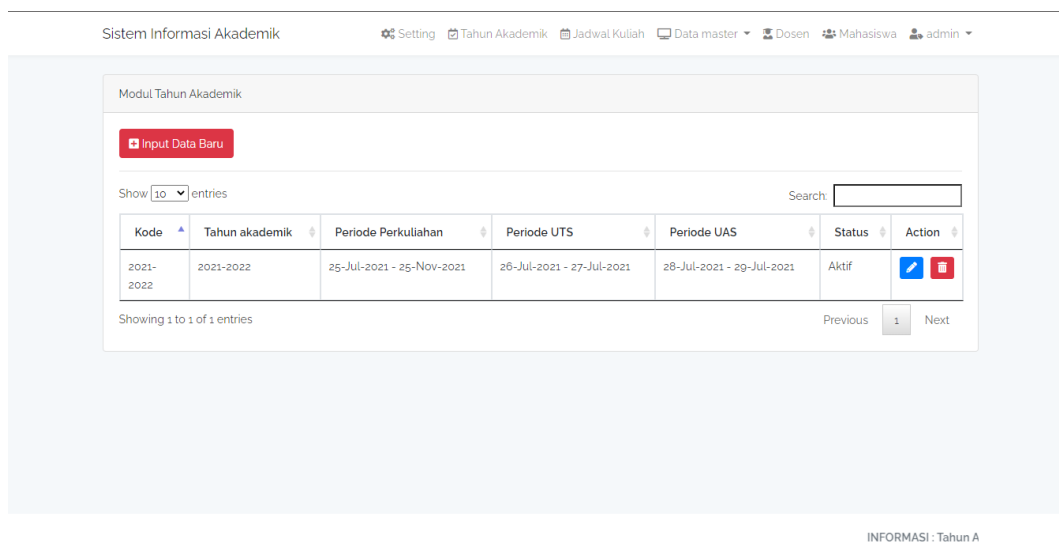 Sistem Informasi Akademik Setting Tahun Akademik Jadwal Kuliah Data master Dosen Mahasiswa admin
Modul Tahun Akademik
Input Data Baru
Show 10 entries Search:
Kode Tahun akademik Periode Perkuliahan Periode UTS Periode UAS Status Action
2021- 2021-2022 25-Jul-2021 - 25-Nov-2021 26-Jul-2021 - 27-Jul-2021 28-Jul-2021 - 29-Jul-2021 Aktif
2022
Showing 1 to 1 of 1 entries Previous 1 Next
INFORMASI : Tahun A